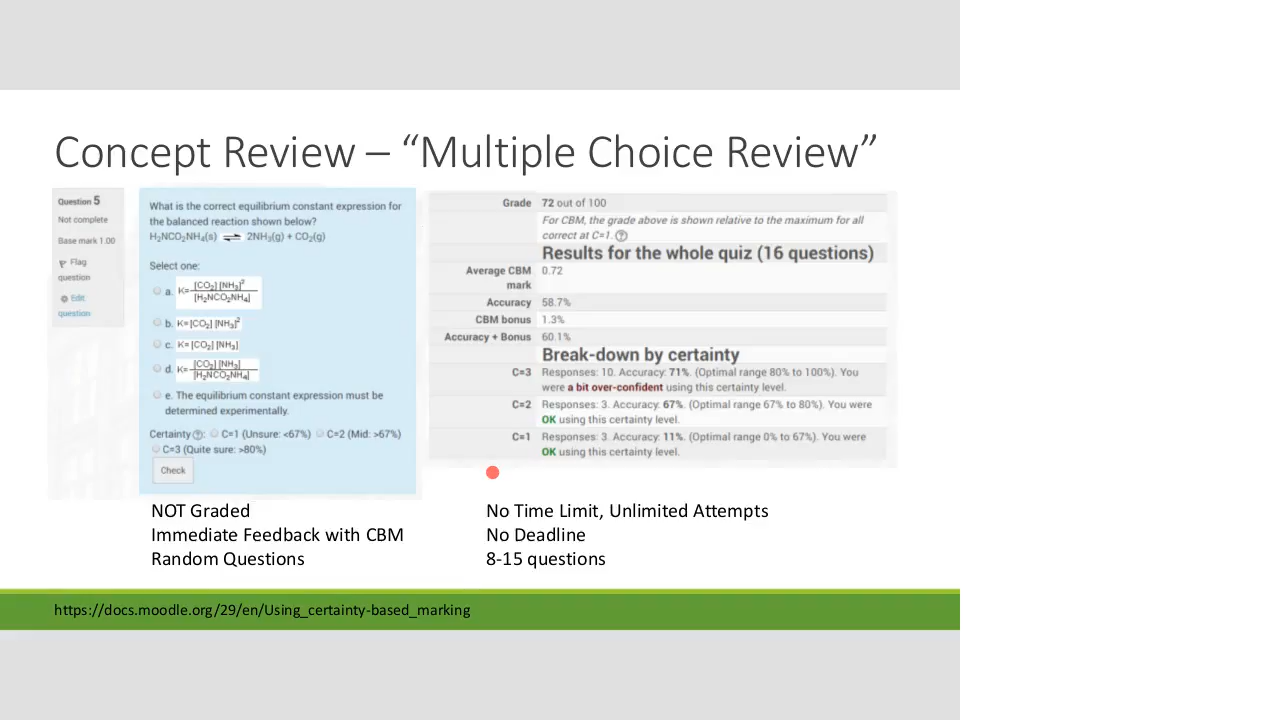 Concept Review – “Multiple Choice Review”
Question 5
Not complete
Base mark 1.00
Flag
question
Edit
question
What is the correct equilibrium constant expression for
the balanced reaction shown below?
H₂NCO₂NH₄(s) ⇌ 2NH₃(g) + CO₂(g)
Select one:
a. K= [CO₂] [NH₃]²
[H₂NCO₂NH₄]
b. K=[CO₂] [NH₃]²
c. K=[CO₂] [NH₃]
d. K= [CO₂] [NH₃]
[H₂NCO₂NH₄]
e. The equilibrium constant expression must be
determined experimentally.
Certainty?: C=1 (Unsure: <67%) C=2 (Mid: >67%)
C=3 (Quite sure: >80%)
Check
Grade 72 out of 100
For CBM, the grade above is shown relative to the maximum for all
correct at C=1.?
Results for the whole quiz (16 questions)
Average CBM 0.72
mark
Accuracy 58.7%
CBM bonus 1.3%
Accuracy + Bonus 60.1%
Break-down by certainty
C=3 Responses: 10. Accuracy: 71%. (Optimal range 80% to 100%). You
were a bit over-confident using this certainty level.
C=2 Responses: 3. Accuracy: 67%. (Optimal range 67% to 80%). You were
OK using this certainty level.
C=1 Responses: 3. Accuracy: 11%. (Optimal range 0% to 67%). You were
OK using this certainty level.
NOT Graded
Immediate Feedback with CBM
Random Questions
No Time Limit, Unlimited Attempts
No Deadline
8-15 questions
https://docs.moodle.org/29/en/Using_certainty-based_marking